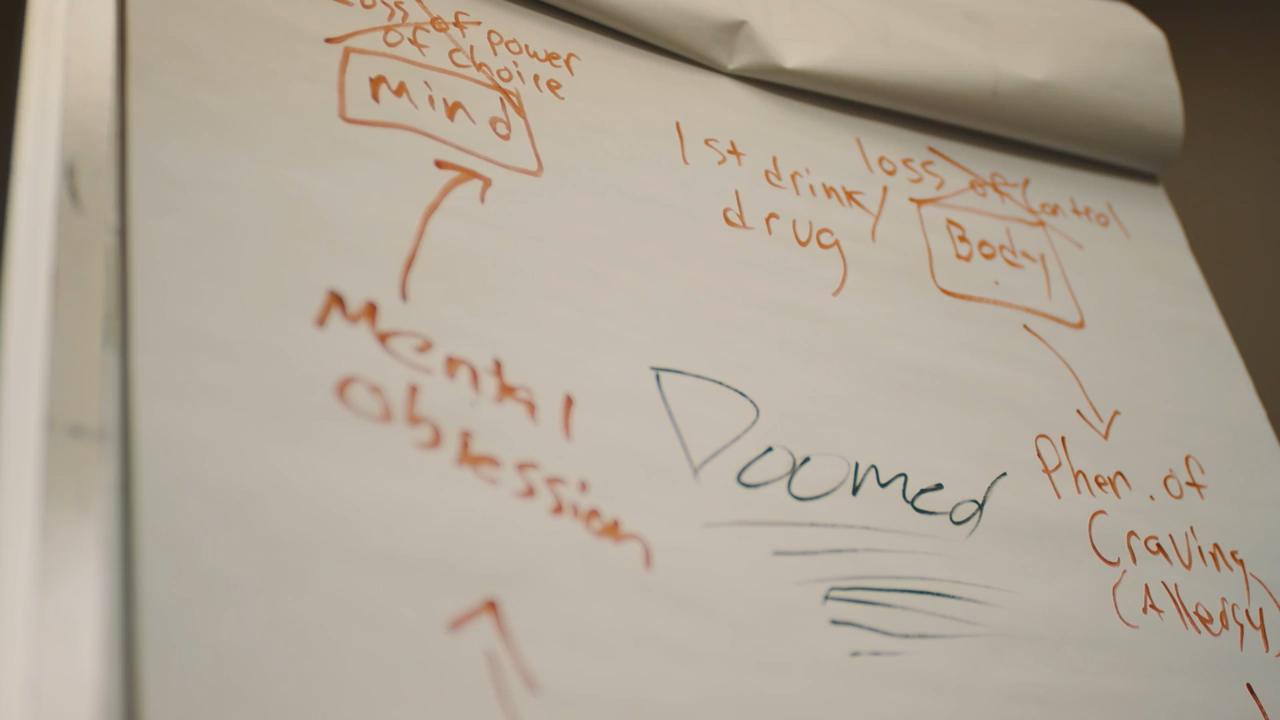 loss of power
of choice
Mind
1st drink/
drug
loss of control
Body
Mental
Obsession
Doomed
Phen. of
Craving
(Allergy)